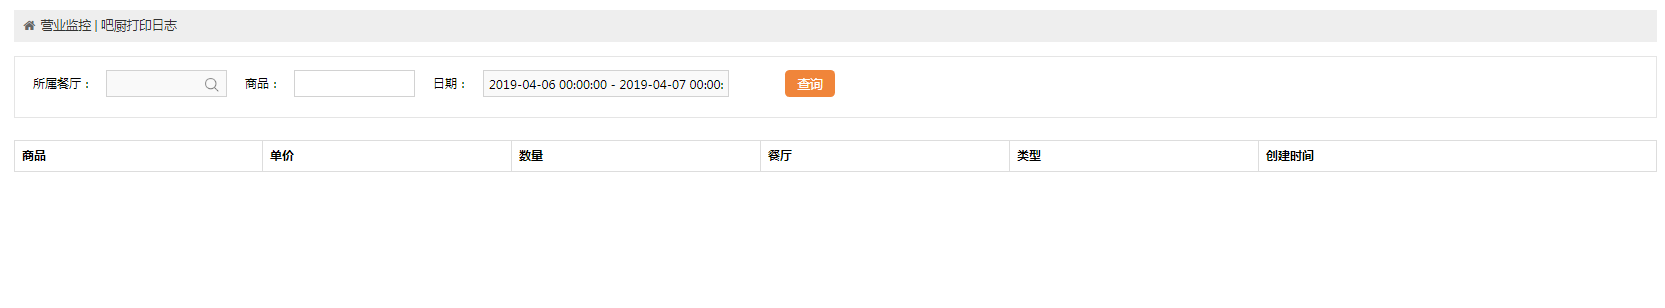 营业监控 | 吧厨打印日志
所属餐厅： 商品： 日期： 2019-04-06 00:00:00 - 2019-04-07 00:00: 查询
商品 单价 数量 餐厅 类型 创建时间